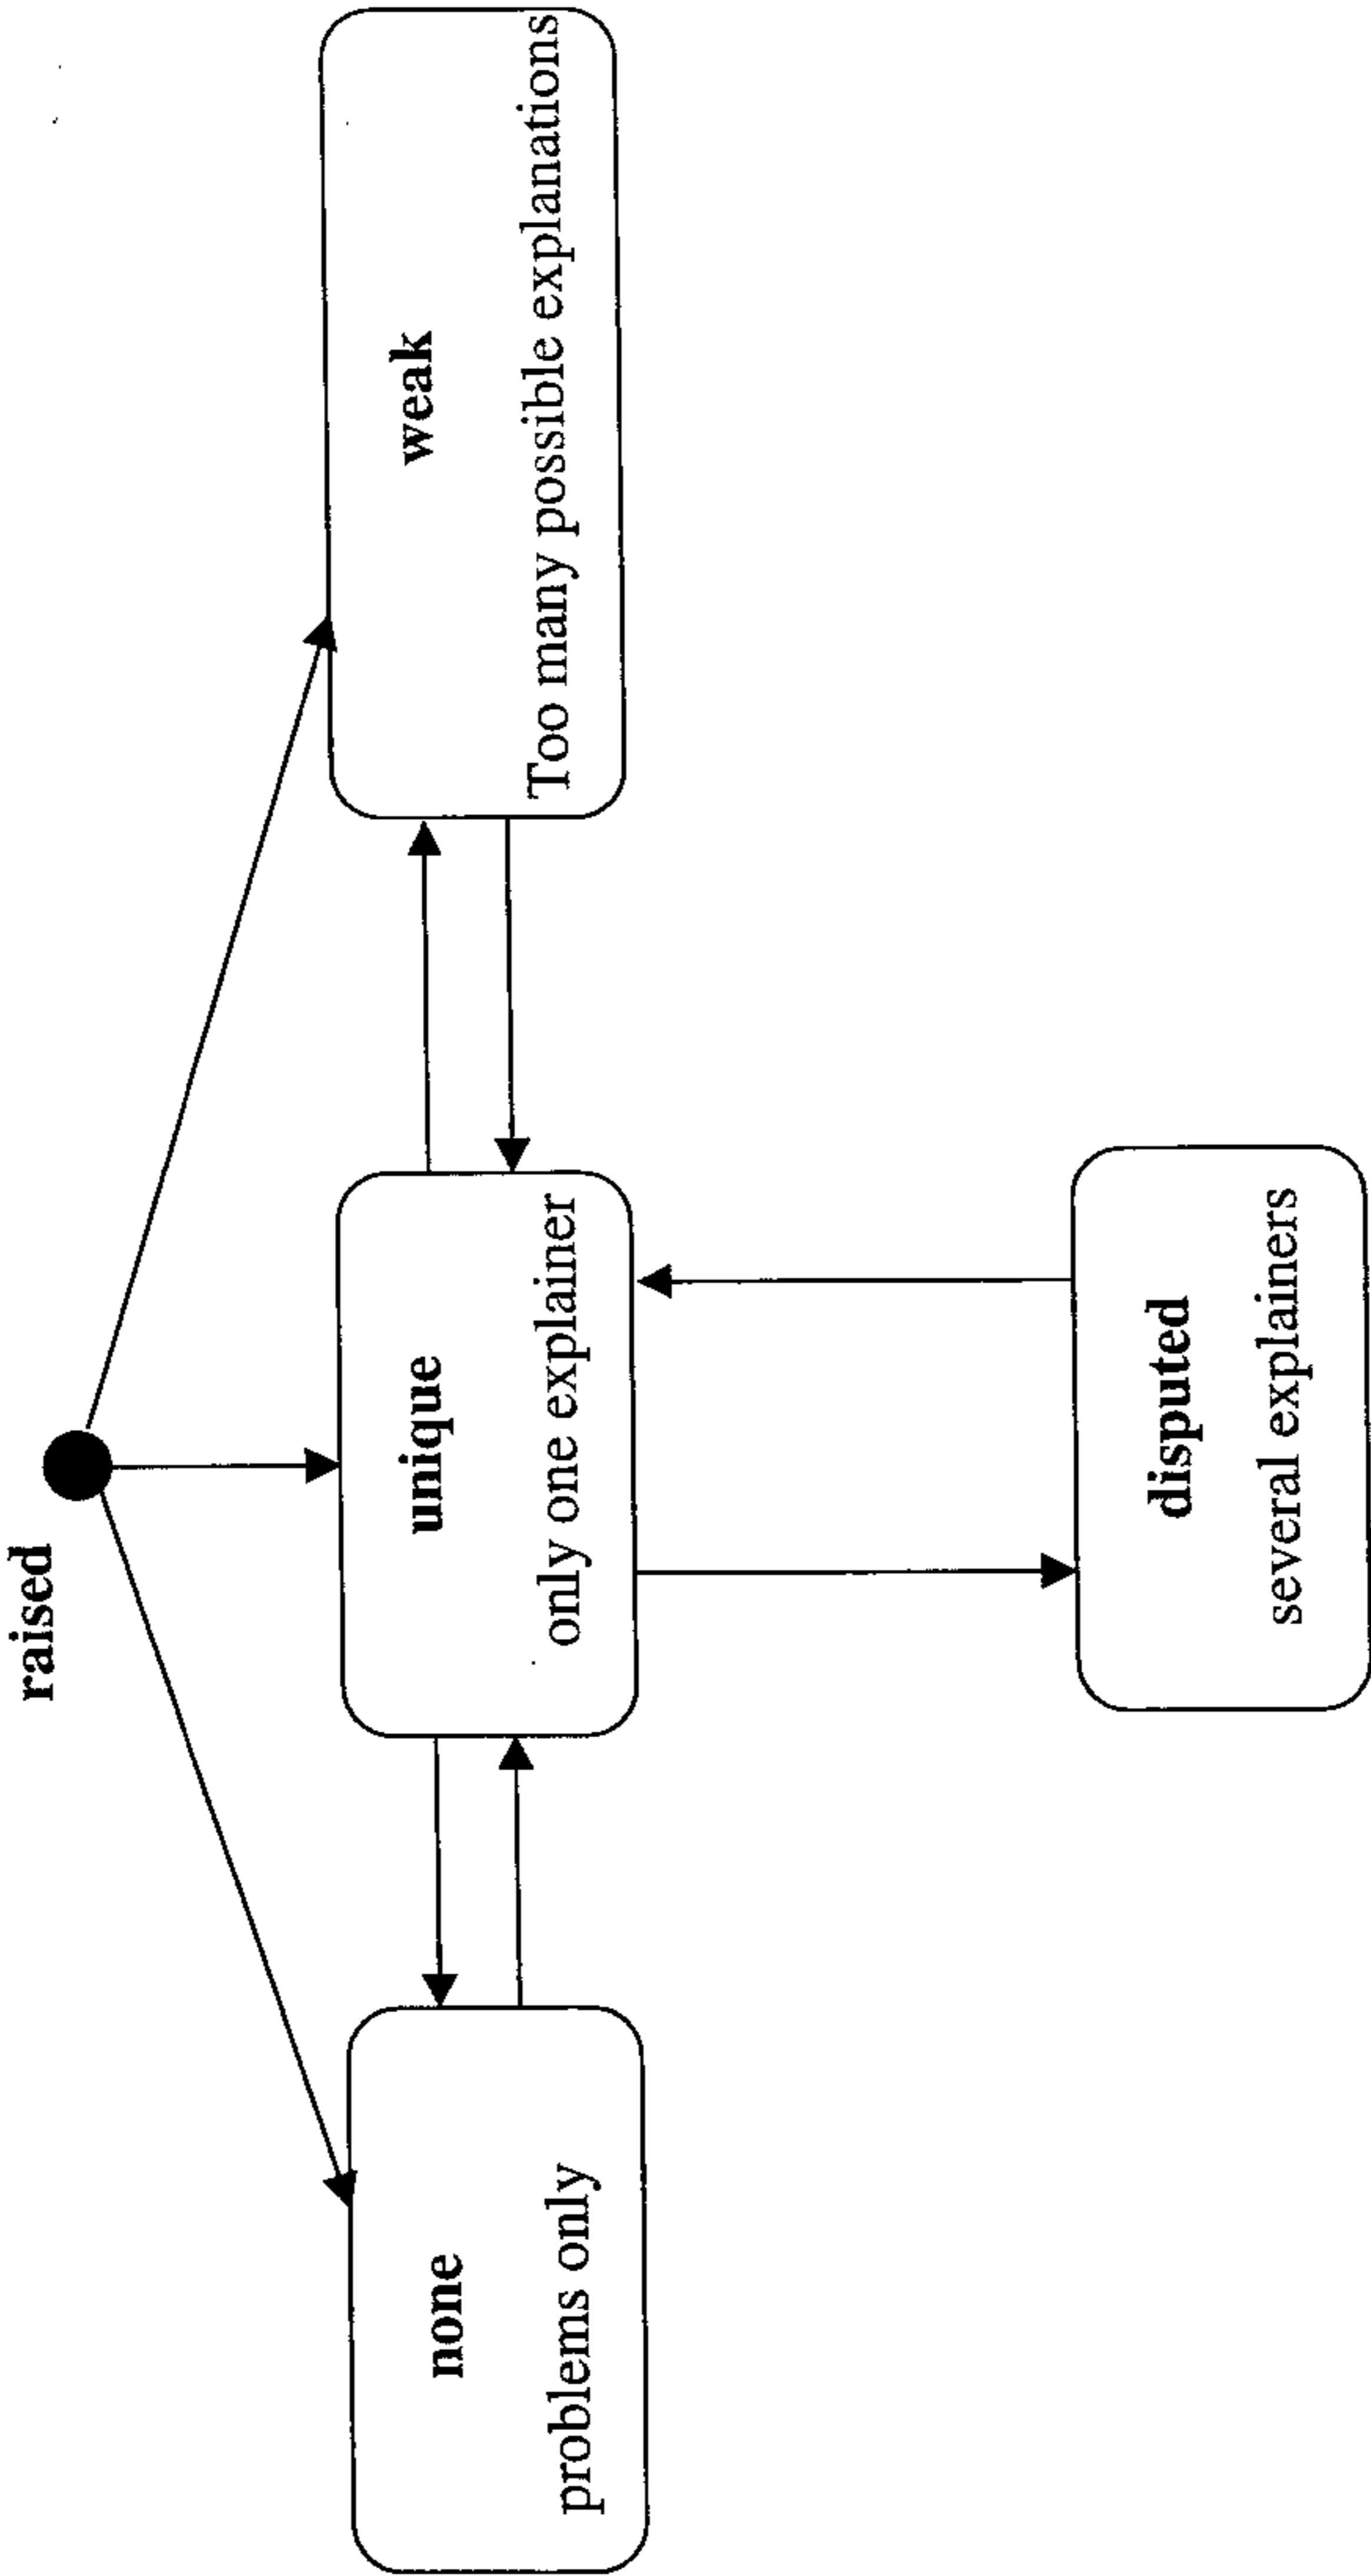 raised
none
problems only
unique
only one explainer
weak
Too many possible explanations
disputed
several explainers